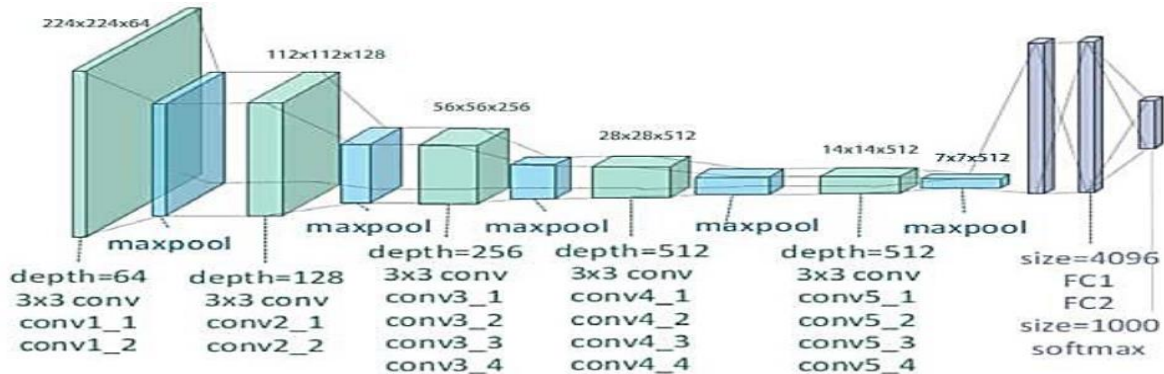 224x224x64
112x112x128
56x56x256
28x28x512
14x14x512
7x7x512
maxpool
maxpool
maxpool
maxpool
maxpool
depth=64
3x3 conv
conv1_1
conv1_2
depth=128
3x3 conv
conv2_1
conv2_2
depth=256
3x3 conv
conv3_1
conv3_2
conv3_3
conv3_4
depth=512
3x3 conv
conv4_1
conv4_2
conv4_3
conv4_4
depth=512
3x3 conv
conv5_1
conv5_2
conv5_3
conv5_4
size=4096
FC1
FC2
size=1000
softmax